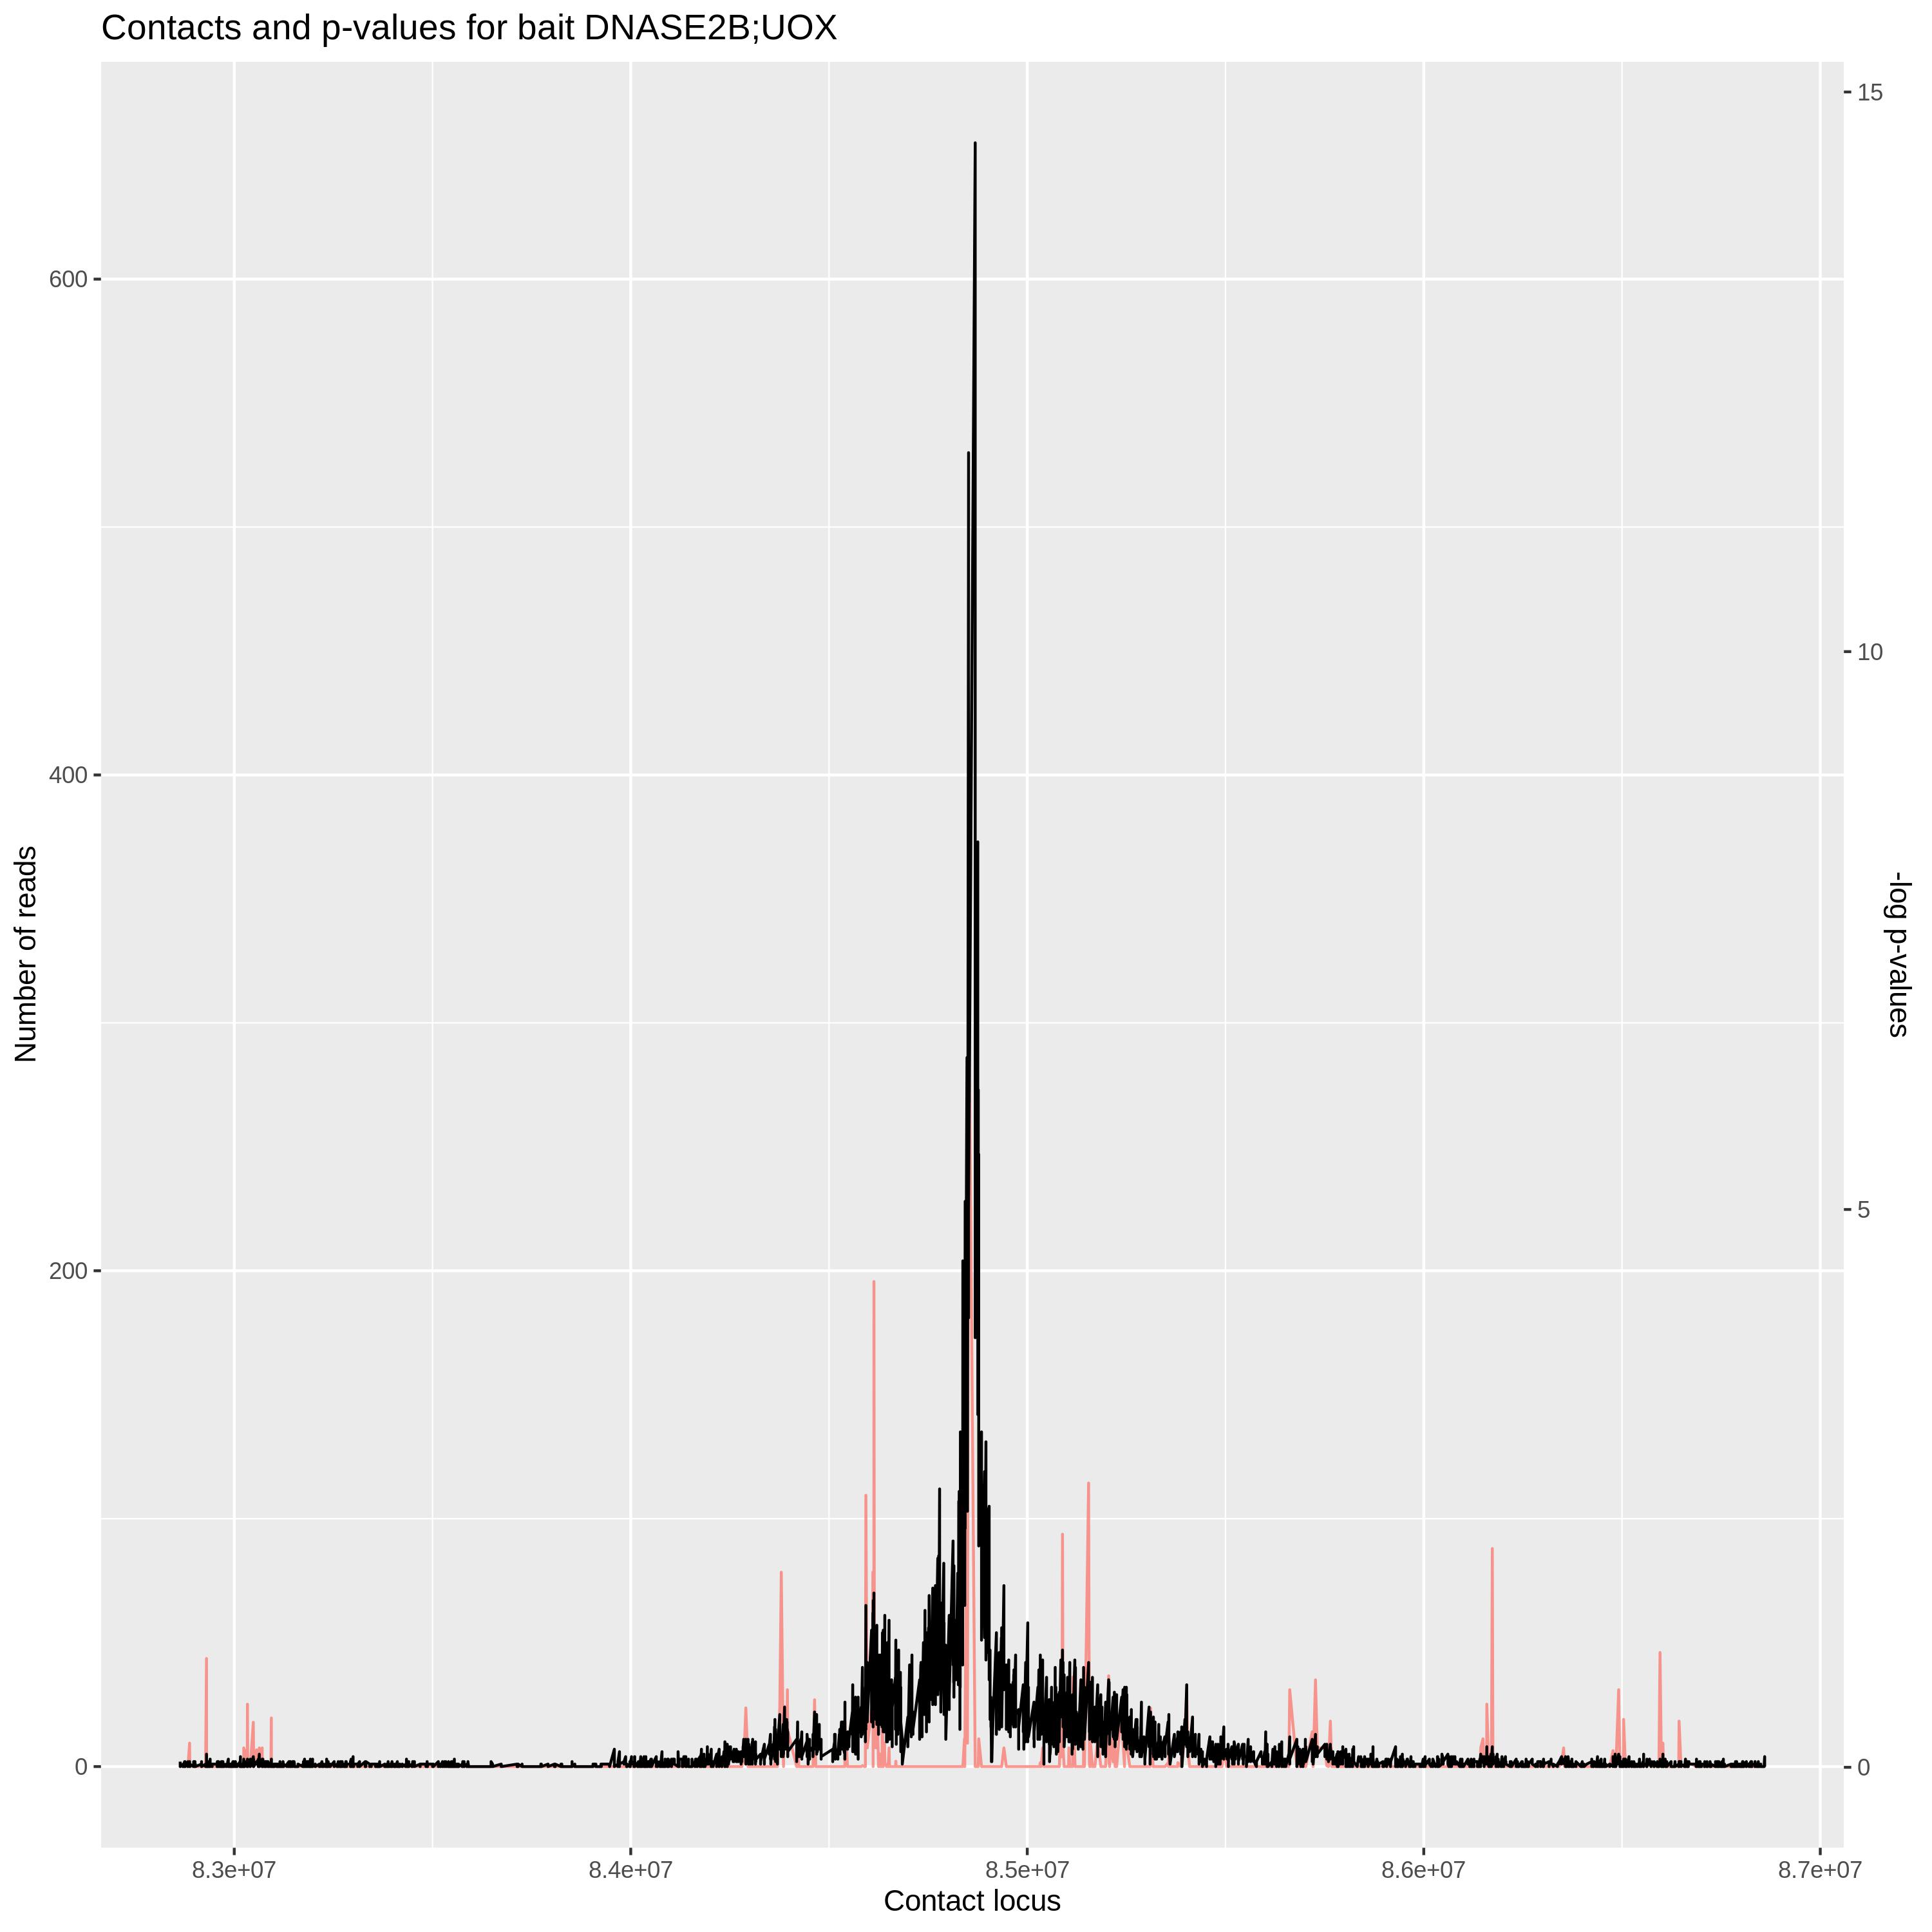 Contacts and p-values for bait DNASE2B;UOX
Number of reads
600
400
200
0
15
10
5
0
-log p-values
8.3e+07
8.4e+07
8.5e+07
8.6e+07
8.7e+07
Contact locus